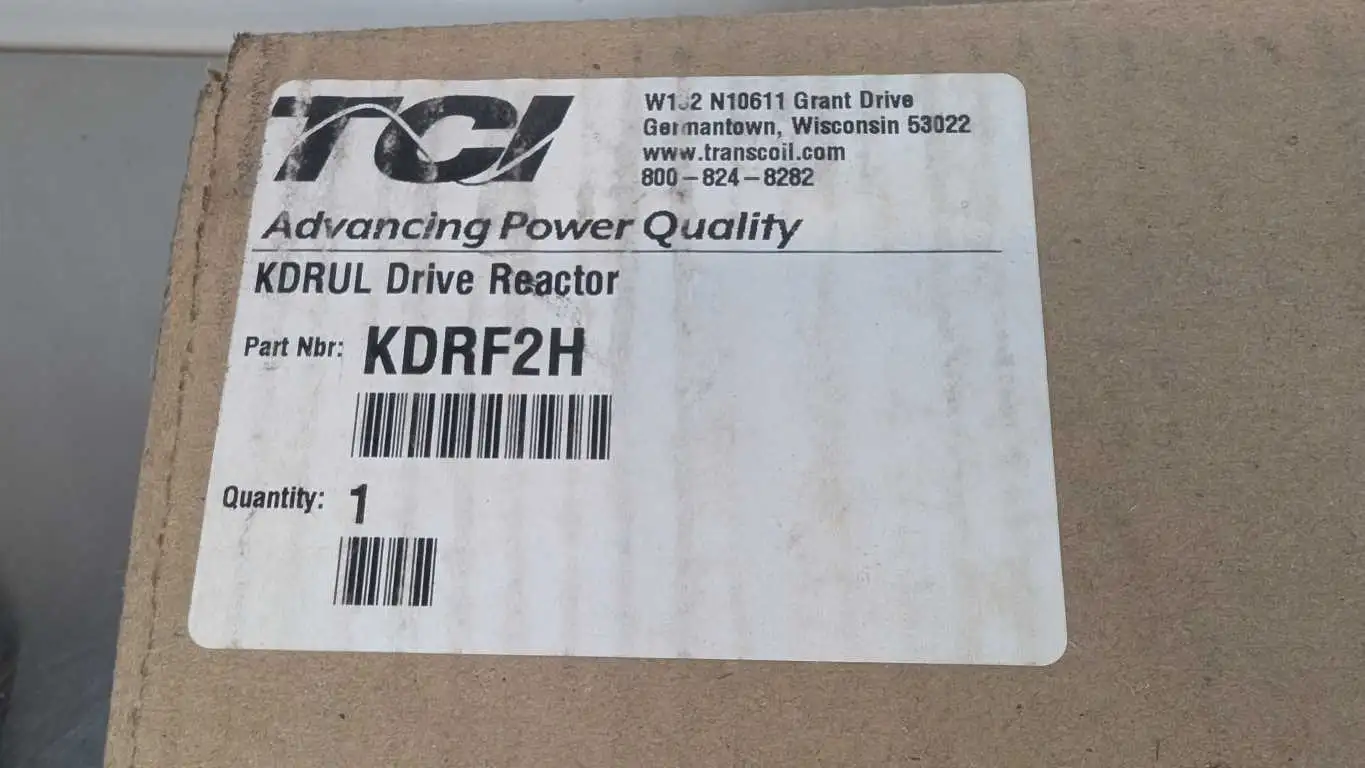 TCI
N10611 Grant Drive
Germantown, Wisconsin 53022
www.transcoil.com
800-824-8282
Advancing Power Quality
KDRUL Drive Reactor
Part Nbr: KDRF2H
Quantity: 1